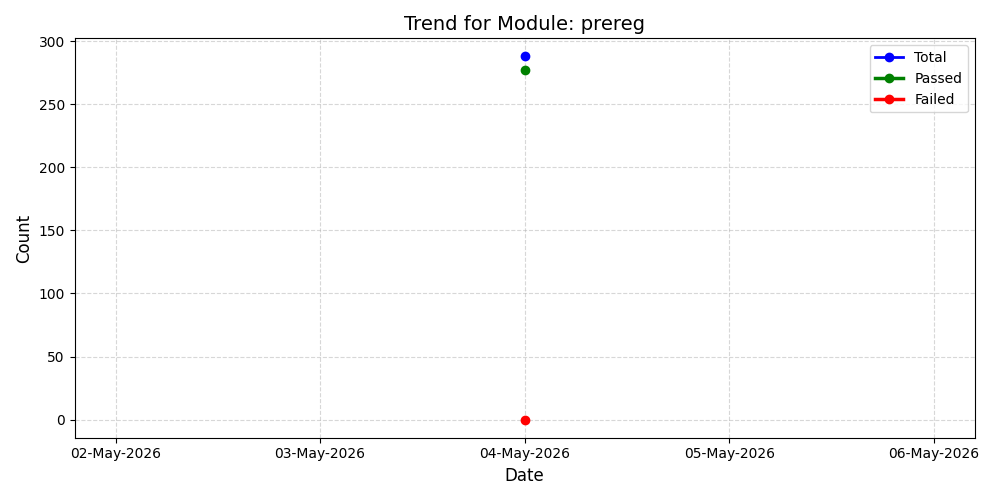 Trend for Module: prereg
300
250
200
150
100
50
0
Count
Total
Passed
Failed
02-May-2026
03-May-2026
04-May-2026
05-May-2026
06-May-2026
Date